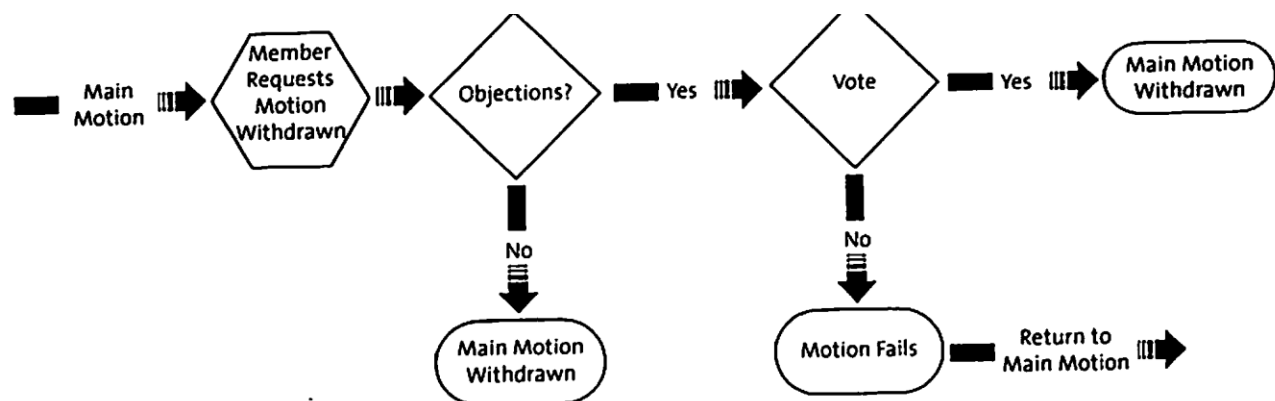 Main
Motion
Member
Requests
Motion
Withdrawn
Objections?
Yes
Vote
Yes
Main Motion
Withdrawn
No
Main Motion
Withdrawn
No
Motion Fails
Return to
Main Motion